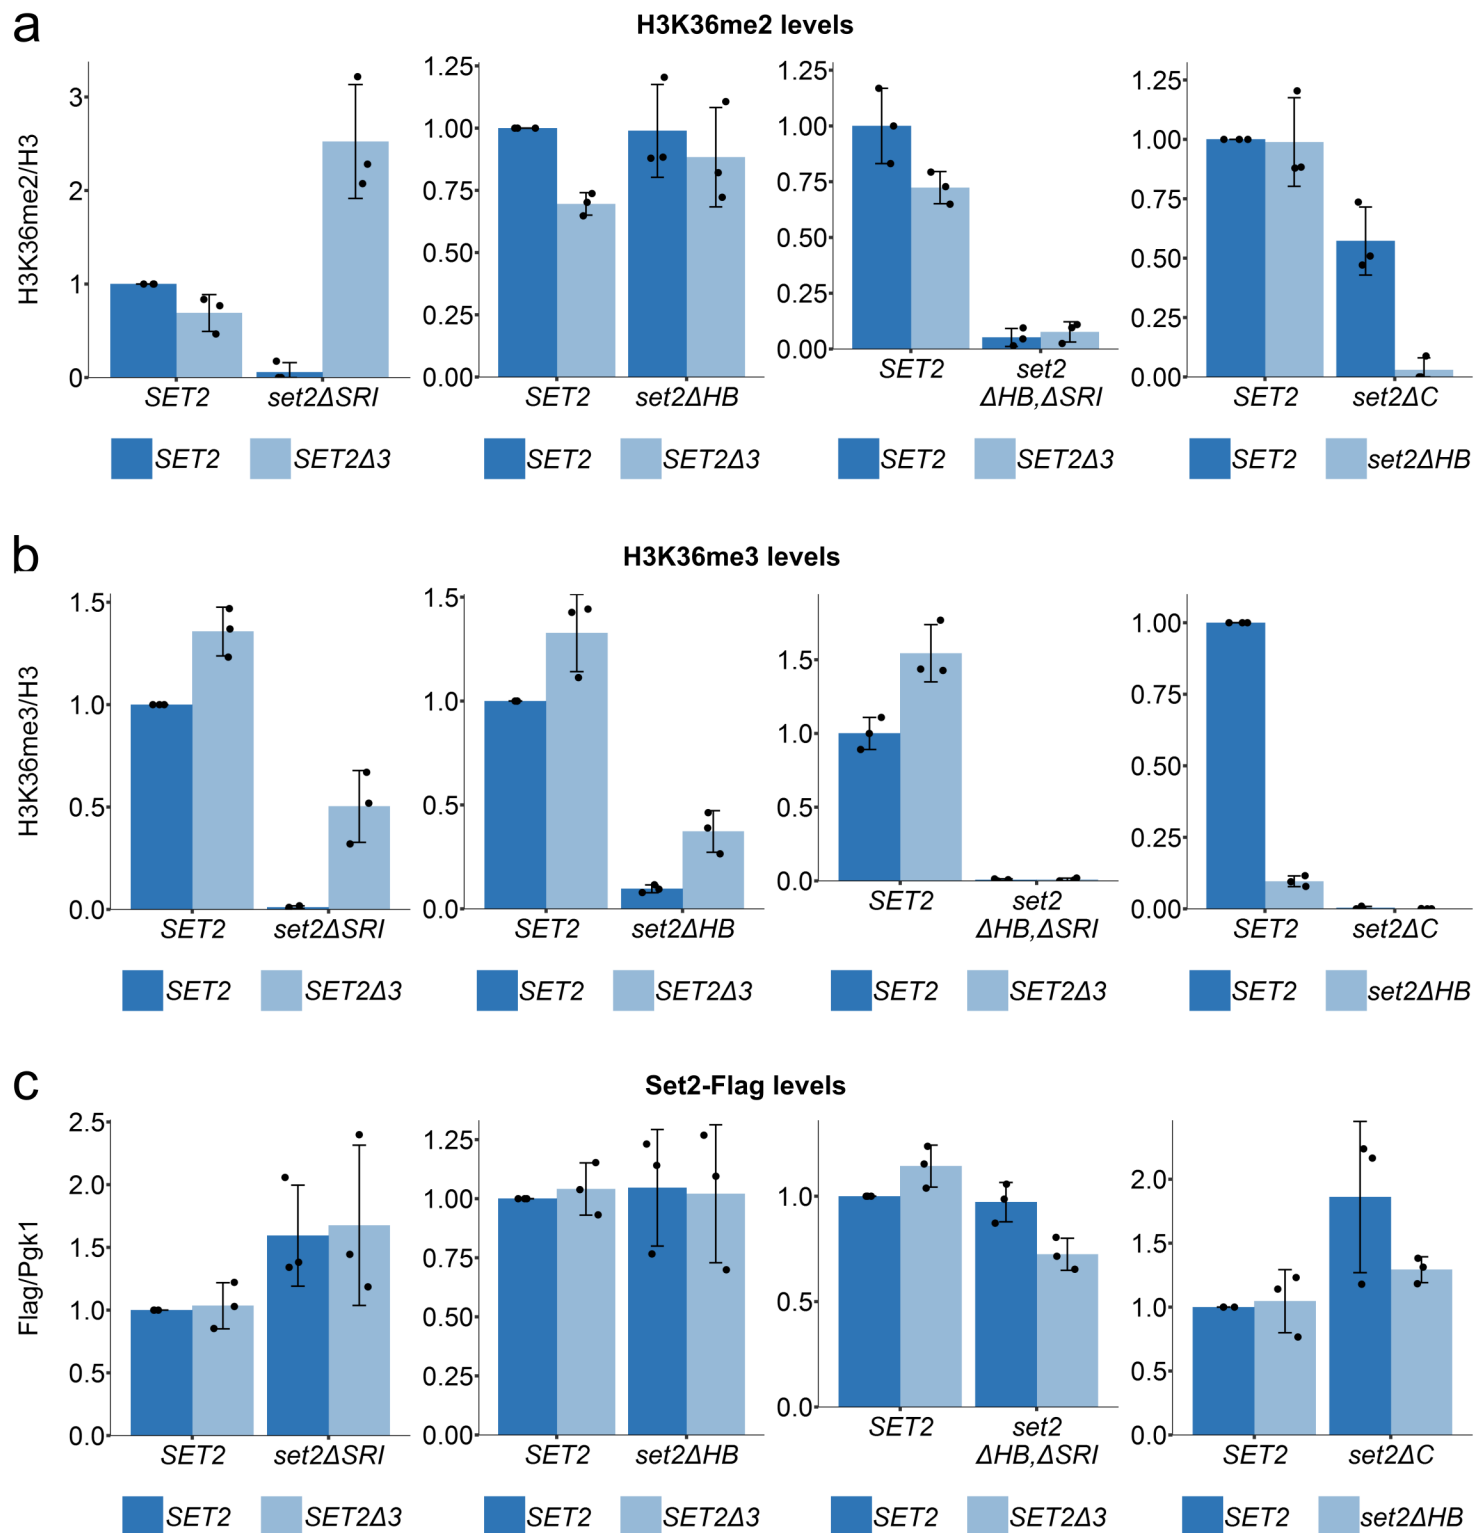 a
H3K36me2 levels
H3K36me2/H3
3
2
1
0
SET2 set2ΔSRI
SET2 SET2Δ3
1.25
1.00
0.75
0.50
0.25
0.00
SET2 set2ΔHB
SET2 SET2Δ3
1.25
1.00
0.75
0.50
0.25
0.00
SET2 set2
ΔHB,ΔSRI
SET2 SET2Δ3
1.25
1.00
0.75
0.50
0.25
0.00
SET2 set2ΔC
SET2 set2ΔHB
b
H3K36me3 levels
H3K36me3/H3
1.5
1.0
0.5
0.0
SET2 set2ΔSRI
SET2 SET2Δ3
1.5
1.0
0.5
0.0
SET2 set2ΔHB
SET2 SET2Δ3
1.5
1.0
0.5
0.0
SET2 set2
ΔHB,ΔSRI
SET2 SET2Δ3
1.00
0.75
0.50
0.25
0.00
SET2 set2ΔC
SET2 set2ΔHB
c
Set2-Flag levels
Flag/Pgk1
2.5
2.0
1.5
1.0
0.5
0.0
SET2 set2ΔSRI
SET2 SET2Δ3
1.25
1.00
0.75
0.50
0.25
0.00
SET2 set2ΔHB
SET2 SET2Δ3
1.0
0.5
0.0
SET2 set2
ΔHB,ΔSRI
SET2 SET2Δ3
2.0
1.5
1.0
0.5
0.0
SET2 set2ΔC
SET2 set2ΔHB